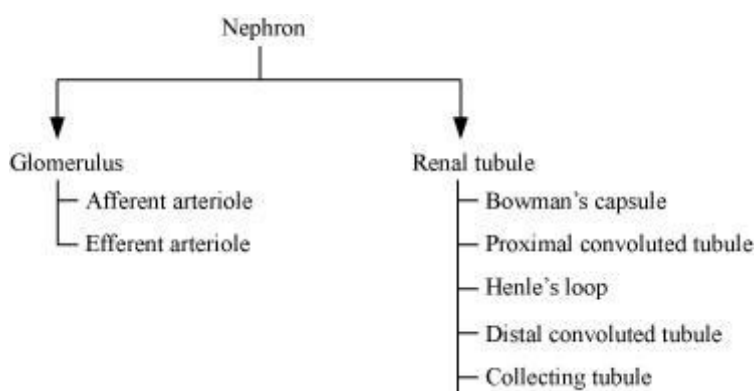 Nephron
Glomerulus
Afferent arteriole
Efferent arteriole
Renal tubule
Bowman's capsule
Proximal convoluted tubule
Henle's loop
Distal convoluted tubule
Collecting tubule